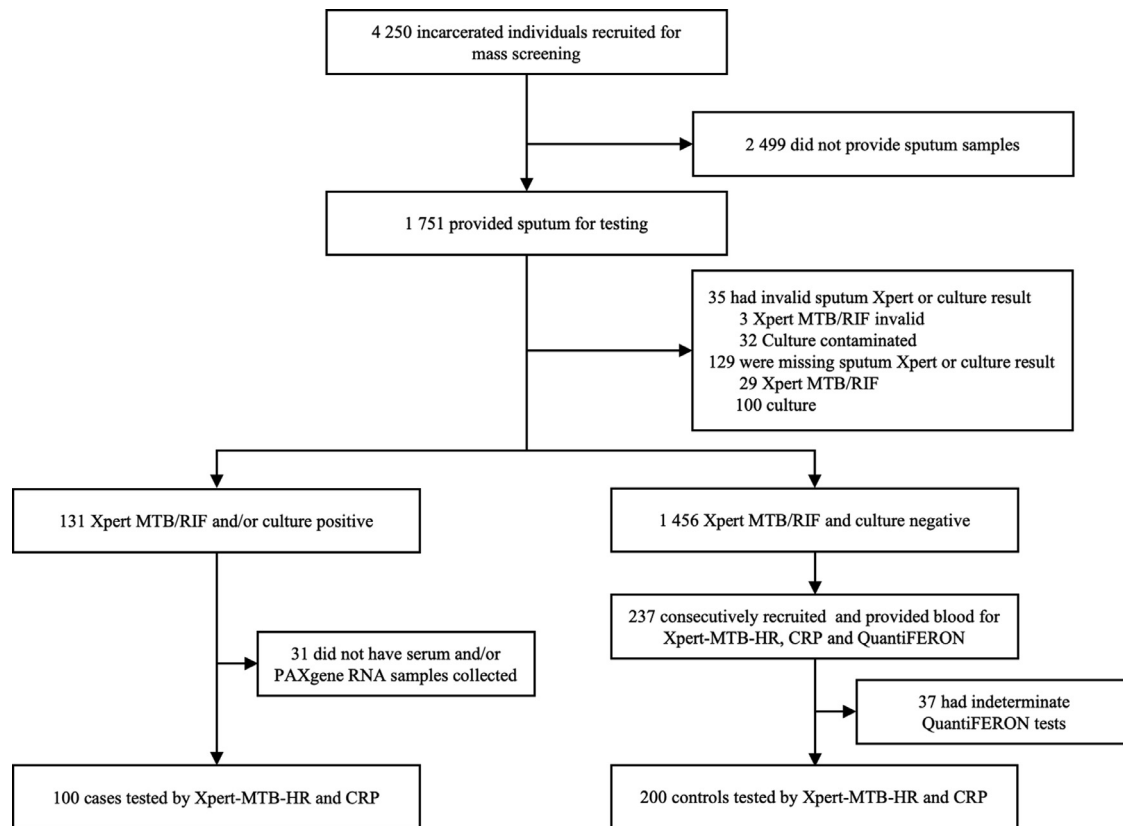 4 250 incarcerated individuals recruited for
mass screening
2 499 did not provide sputum samples
1 751 provided sputum for testing
35 had invalid sputum Xpert or culture result
3 Xpert MTB/RIF invalid
32 Culture contaminated
129 were missing sputum Xpert or culture result
29 Xpert MTB/RIF
100 culture
131 Xpert MTB/RIF and/or culture positive
1 456 Xpert MTB/RIF and culture negative
237 consecutively recruited and provided blood for
Xpert-MTB-HR, CRP and QuantiFERON
31 did not have serum and/or
PAXgene RNA samples collected
37 had indeterminate
QuantiFERON tests
100 cases tested by Xpert-MTB-HR and CRP
200 controls tested by Xpert-MTB-HR and CRP